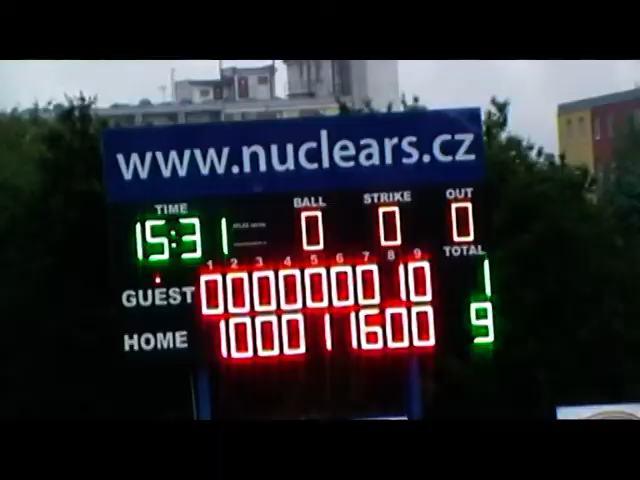 www.nuclears.cz
TIME BALL STRIKE OUT
15:31 0 0 0
1 2 3 4 5 6 7 8 9 TOTAL
GUEST 0 0 0 0 0 0 0 1 0 1
HOME 1 0 0 0 1 1 6 0 0 9